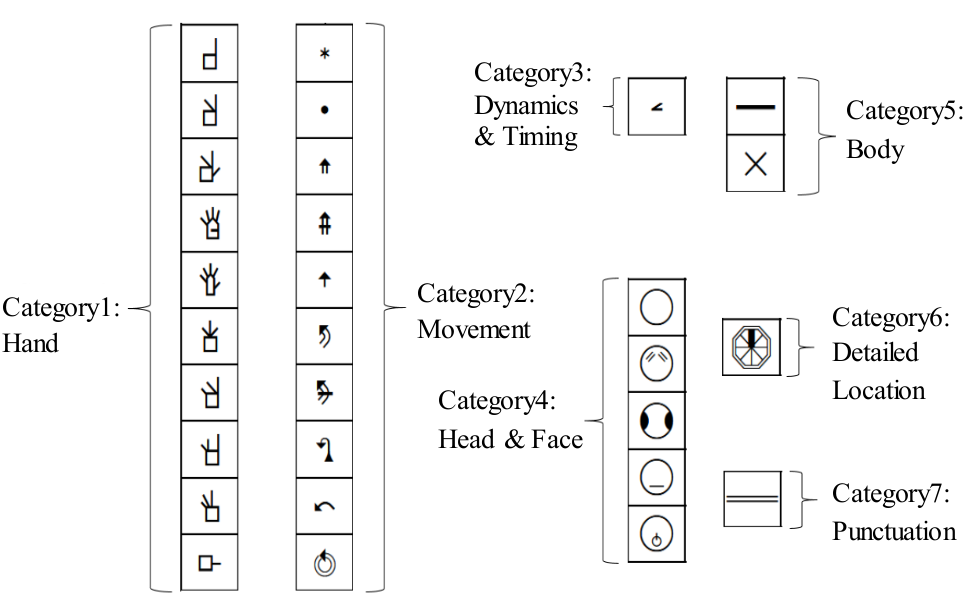 Category1:
Hand
Category2:
Movement
Category3:
Dynamics
& Timing
Category4:
Head & Face
Category5:
Body
Category6:
Detailed
Location
Category7:
Punctuation